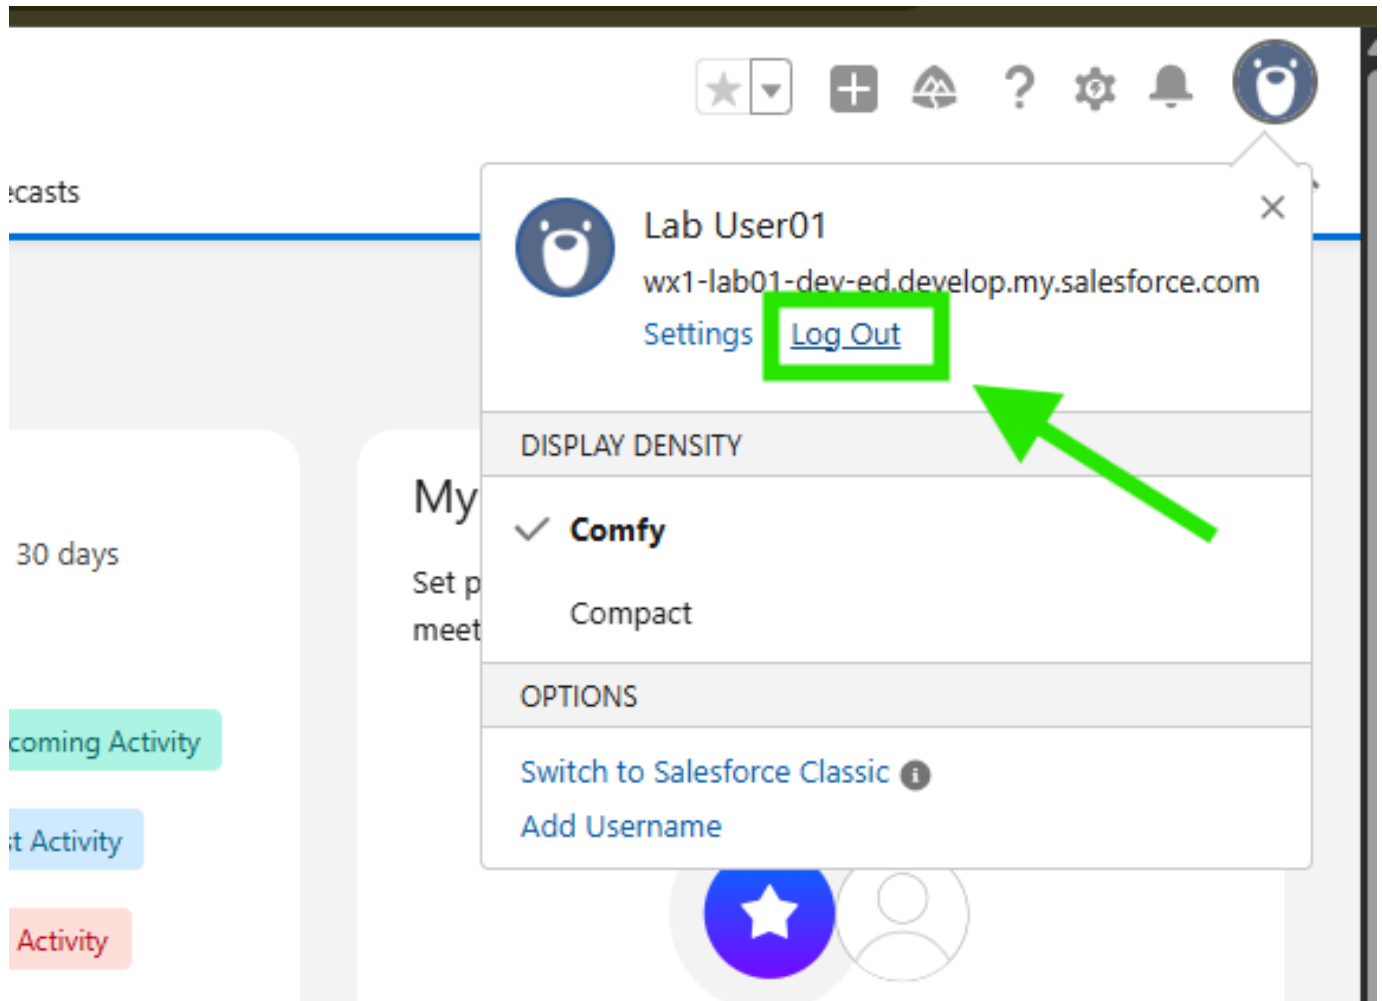 ecasts
Lab User01
wx1-lab01-dev-ed.develop.my.salesforce.com
Settings Log Out
DISPLAY DENSITY
My
Comfy
30 days
Set p
Compact
meet
OPTIONS
coming Activity
Switch to Salesforce Classic
Add Username
st Activity
Activity